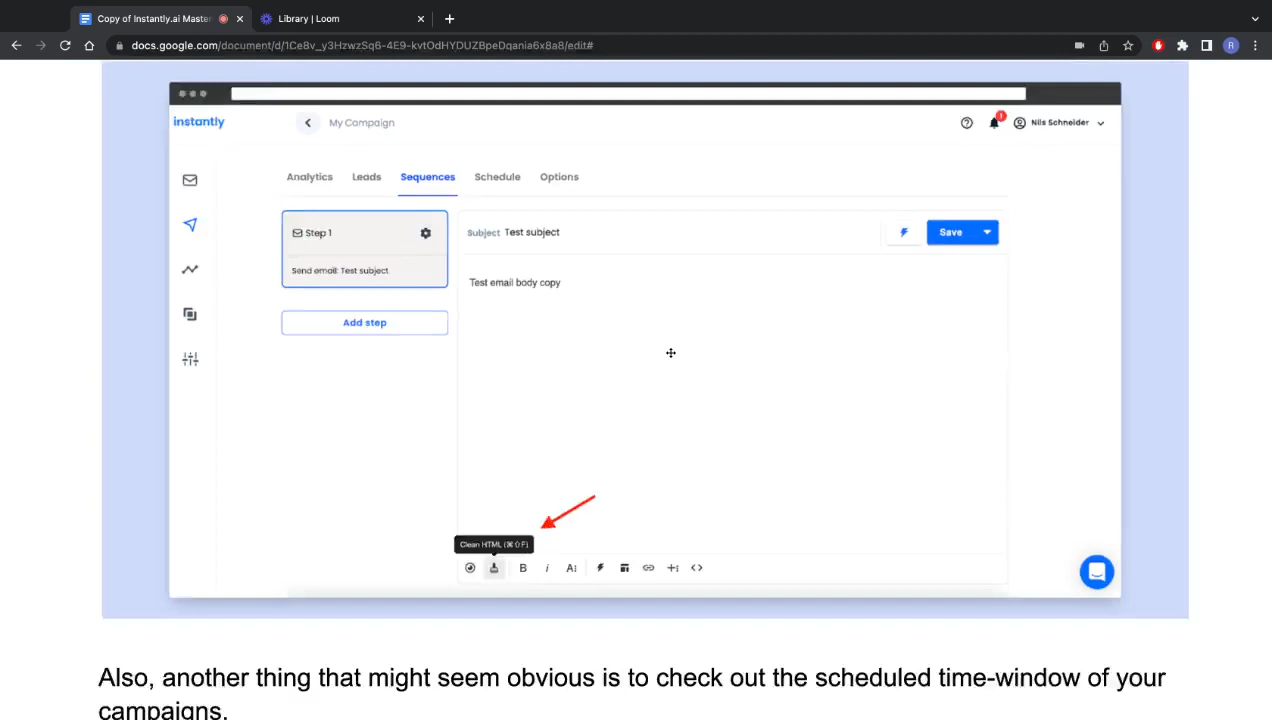 Copy of Instantly.ai Master
Library | Loom
docs.google.com/document/d/1Ce8v_y3HzwzSq6-4E9-kvtOdHYDUZBpeDqania6x8a8/edit#
R
instantly
My Campaign
1
Nils Schneider
Analytics Leads Sequences Schedule Options
Step 1
Subject Test subject
Save
Send email: Test subject
Test email body copy
Add step
Clean HTML (⌘⇧F)
B i A
Also, another thing that might seem obvious is to check out the scheduled time-window of your
campaigns.